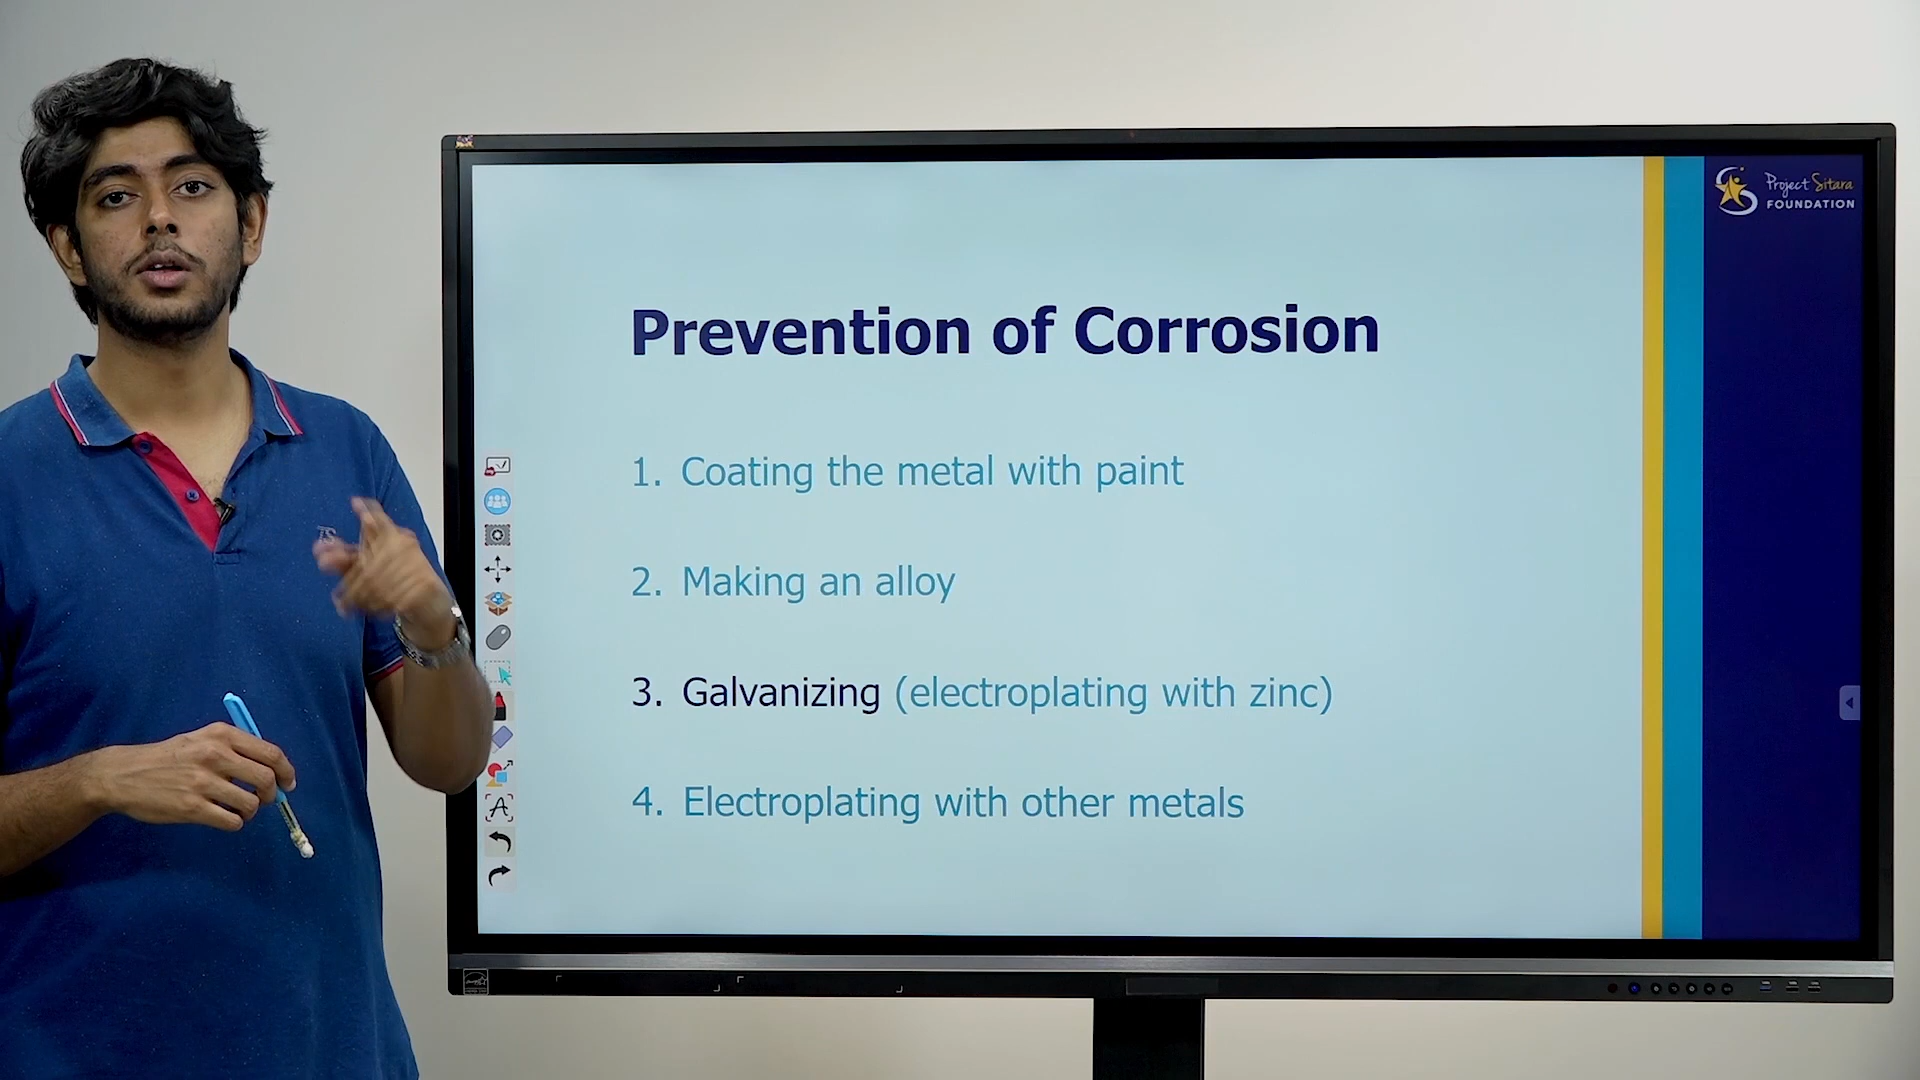 Project Sitara
FOUNDATION
Prevention of Corrosion
1. Coating the metal with paint
2. Making an alloy
3. Galvanizing (electroplating with zinc)
4. Electroplating with other metals